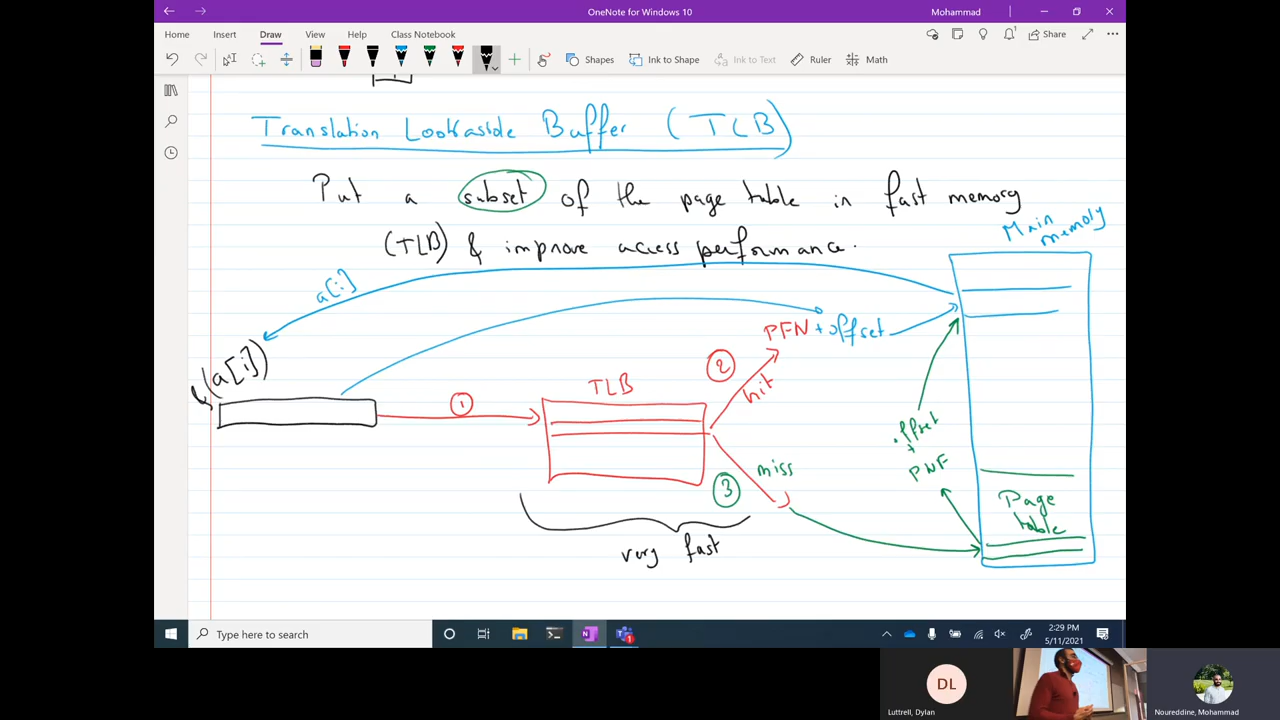 OneNote for Windows 10
Mohammad
Home Insert Draw View Help Class Notebook
Share
Shapes Ink to Shape Ink to Text Ruler Math
Translation Lookaside Buffer (TLB)
Put a subset of the page table in fast memory
(TLB) & improve access performance.
Main
memory
a[i]
PFN + offset
(a[i])
2
hit
TLB
1
offset
+
PNF
miss
3
Page
table
very fast
Type here to search
1
2:29 PM
5/11/2021
DL
Luttrell, Dylan
Noureddine, Mohammad